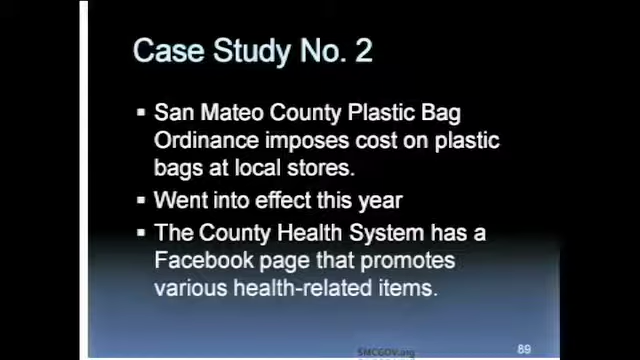 Case Study No. 2
▪ San Mateo County Plastic Bag
Ordinance imposes cost on plastic
bags at local stores.
▪ Went into effect this year
▪ The County Health System has a
Facebook page that promotes
various health-related items.
SMCGOV.org
89